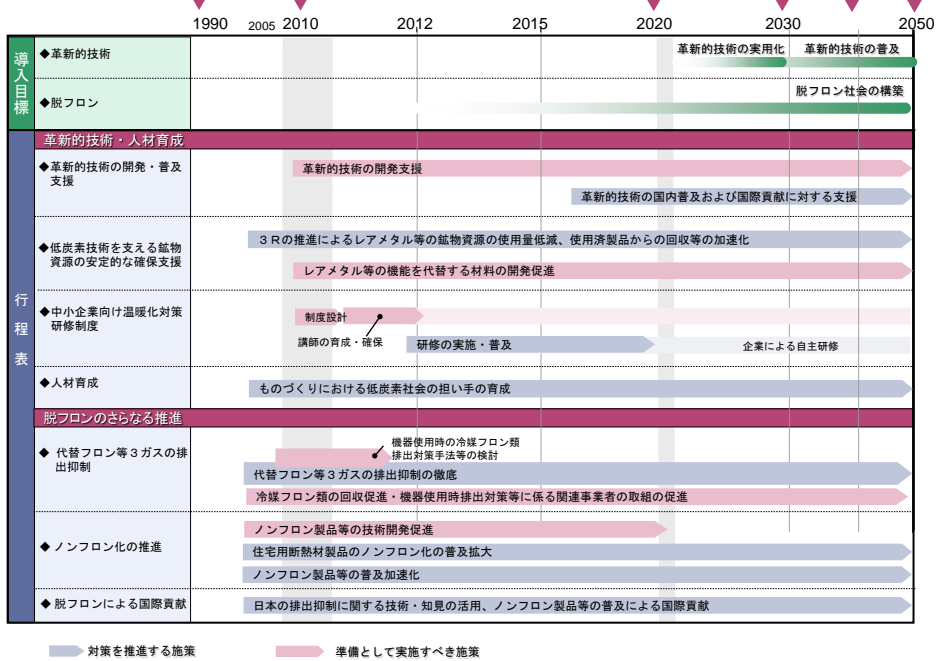 1990 2005 2010 2012 2015 2020 2030 2050
導入目標
◆革新的技術
革新的技術の実用化 革新的技術の普及
◆脱フロン
脱フロン社会の構築
行程表
革新的技術・人材育成
◆革新的技術の開発・普及
支援
革新的技術の開発支援
革新的技術の国内普及および国際貢献に対する支援
◆低炭素技術を支える鉱物
資源の安定的な確保支援
3Rの推進によるレアメタル等の鉱物資源の使用量低減、使用済製品からの回収等の加速化
レアメタル等の機能を代替する材料の開発促進
◆中小企業向け温暖化対策
研修制度
制度設計
講師の育成・確保
研修の実施・普及
企業による自主研修
◆人材育成
ものづくりにおける低炭素社会の担い手の育成
脱フロンのさらなる推進
◆ 代替フロン等3ガスの排
出抑制
機器使用時の冷媒フロン類
排出対策手法等の検討
代替フロン等3ガスの排出抑制の徹底
冷媒フロン類の回収促進・機器使用時排出対策等に係る関連事業者の取組の促進
◆ ノンフロン化の推進
ノンフロン製品等の技術開発促進
住宅用断熱材製品のノンフロン化の普及拡大
ノンフロン製品等の普及加速化
◆ 脱フロンによる国際貢献
日本の排出抑制に関する技術・知見の活用、ノンフロン製品等の普及による国際貢献
対策を推進する施策
準備として実施すべき施策